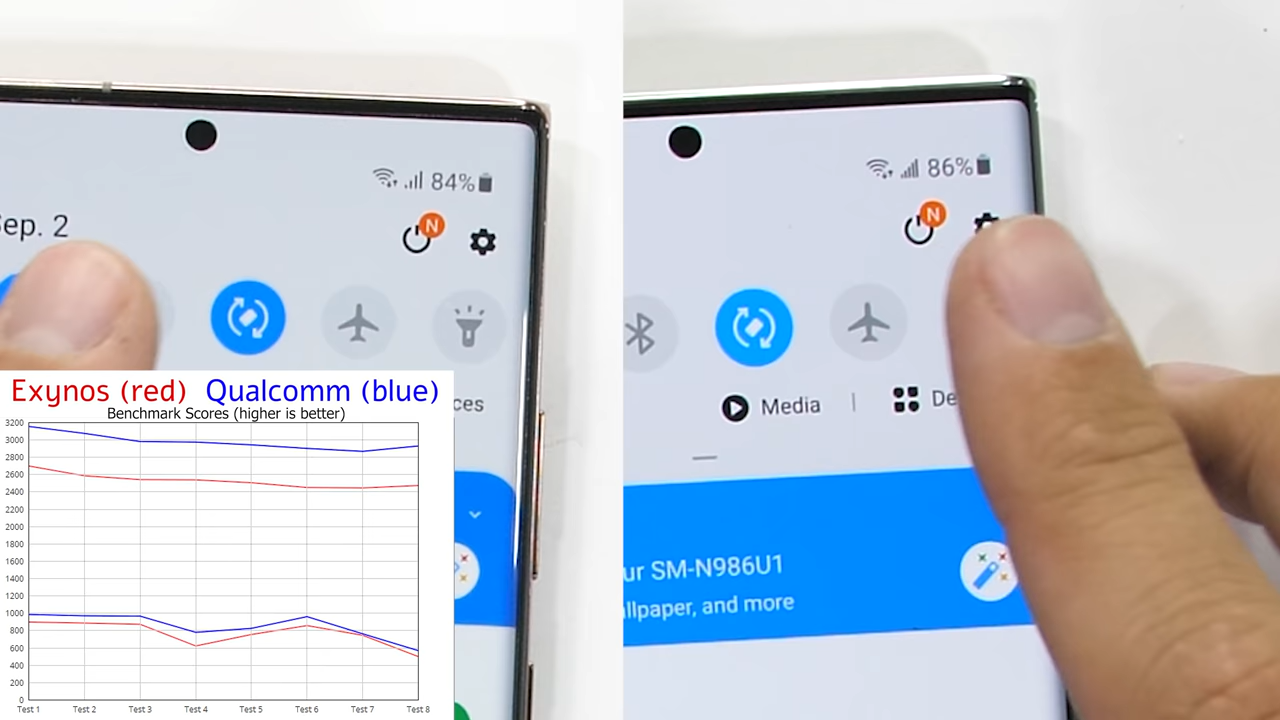 84%
Sep. 2
N
ces
Exynos (red) Qualcomm (blue)
Benchmark Scores (higher is better)
3200
3000
2800
2600
2400
2200
2000
1800
1600
1400
1200
1000
800
600
400
200
0
Test 1 Test 2 Test 3 Test 4 Test 5 Test 6 Test 7 Test 8
86%
N
Media | De
ur SM-N986U1
allpaper, and more